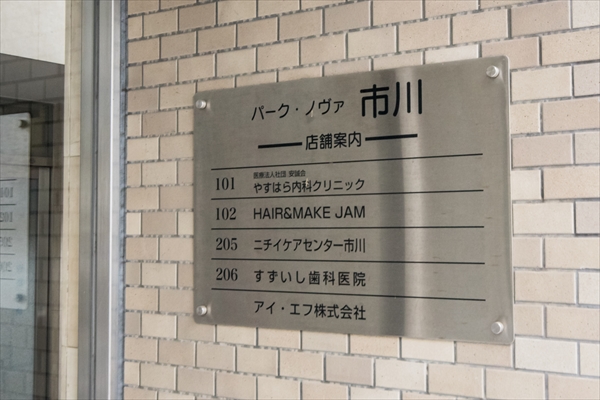 パーク・ノヴァ 市川
店舗案内
医療法人社団 安誠会
101 やすはら内科クリニック
102 HAIR&MAKE JAM
205 ニチイケアセンター市川
206 すずいし歯科医院
アイ・エフ株式会社